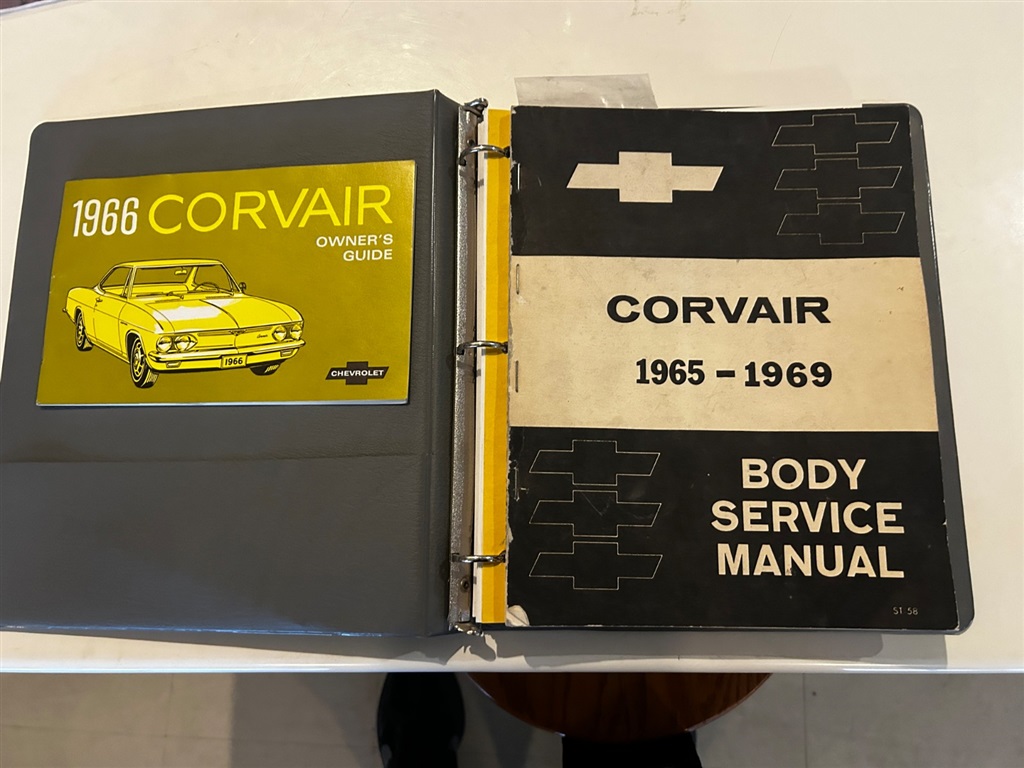 1966 CORVAIR
OWNER'S
GUIDE
1966
CHEVROLET
CORVAIR
1965 - 1969
BODY
SERVICE
MANUAL
ST 58